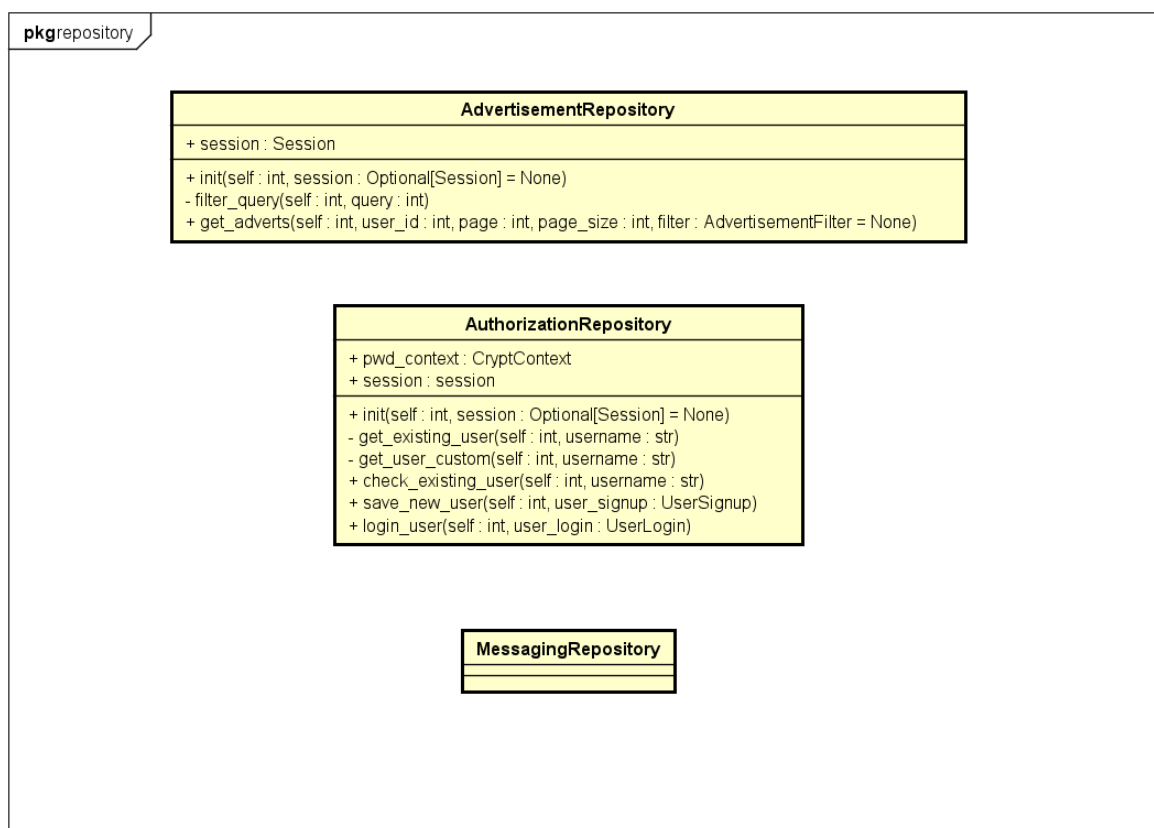 pkg repository
AdvertisementRepository
+ session : Session
+ init(self : int, session : Optional[Session] = None)
- filter_query(self : int, query : int)
+ get_adverts(self : int, user_id : int, page : int, page_size : int, filter : AdvertisementFilter = None)
AuthorizationRepository
+ pwd_context : CryptContext
+ session : session
+ init(self : int, session : Optional[Session] = None)
- get_existing_user(self : int, username : str)
- get_user_custom(self : int, username : str)
+ check_existing_user(self : int, username : str)
+ save_new_user(self : int, user_signup : UserSignup)
+ login_user(self : int, user_login : UserLogin)
MessagingRepository